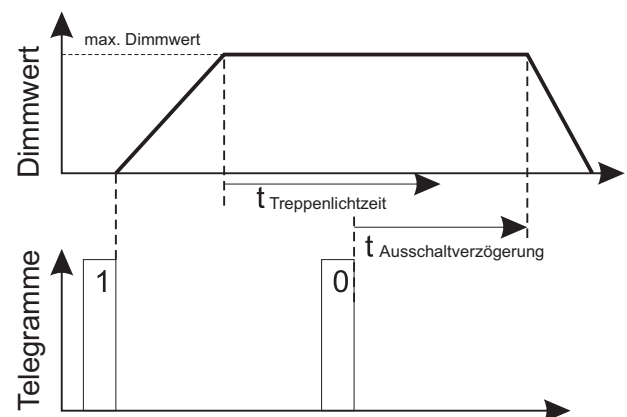 max. Dimmwert
Dimmwert
t Treppenlichtzeit
t Ausschaltverzögerung
1
0
Telegramme